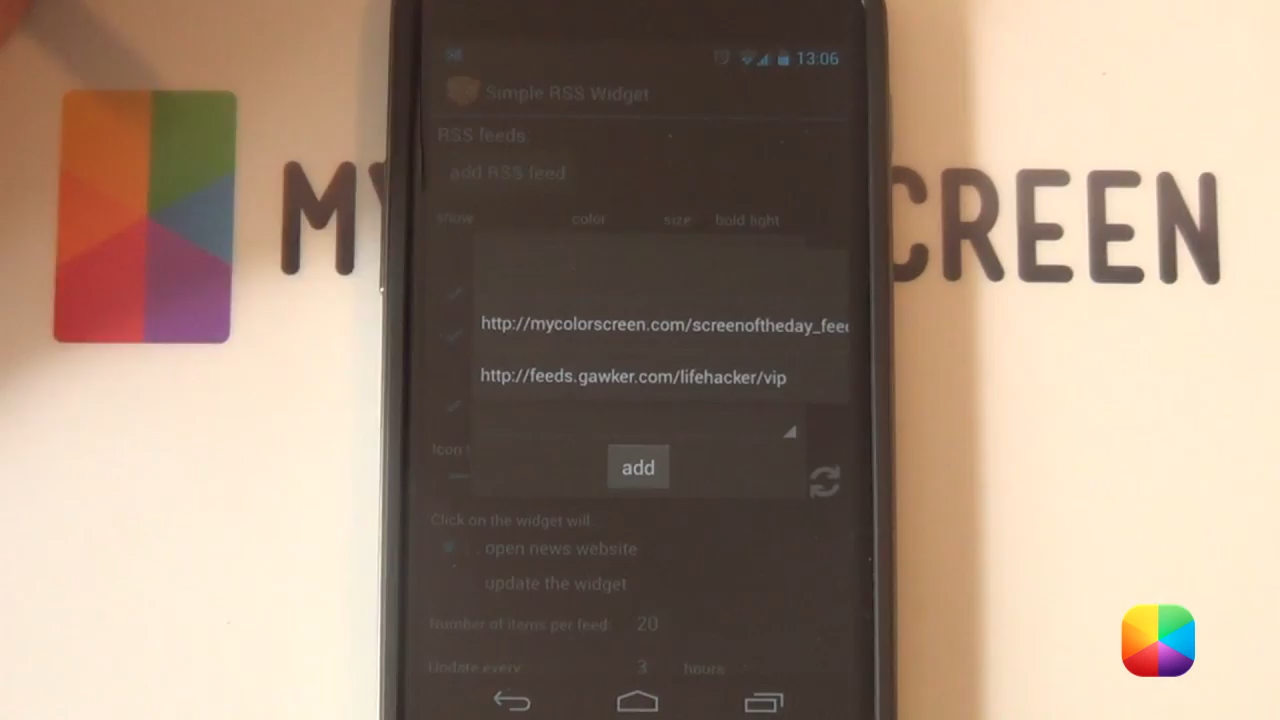 13:06
Simple RSS Widget
RSS feeds
add RSS feed
show color size bold light
http://mycolorscreen.com/screenoftheday_feed
http://feeds.gawker.com/lifehacker/vip
add
Icon
Click on the widget will
open news website
update the widget
Number of items per feed: 20
Update every: 3 hours
MY
CREEN